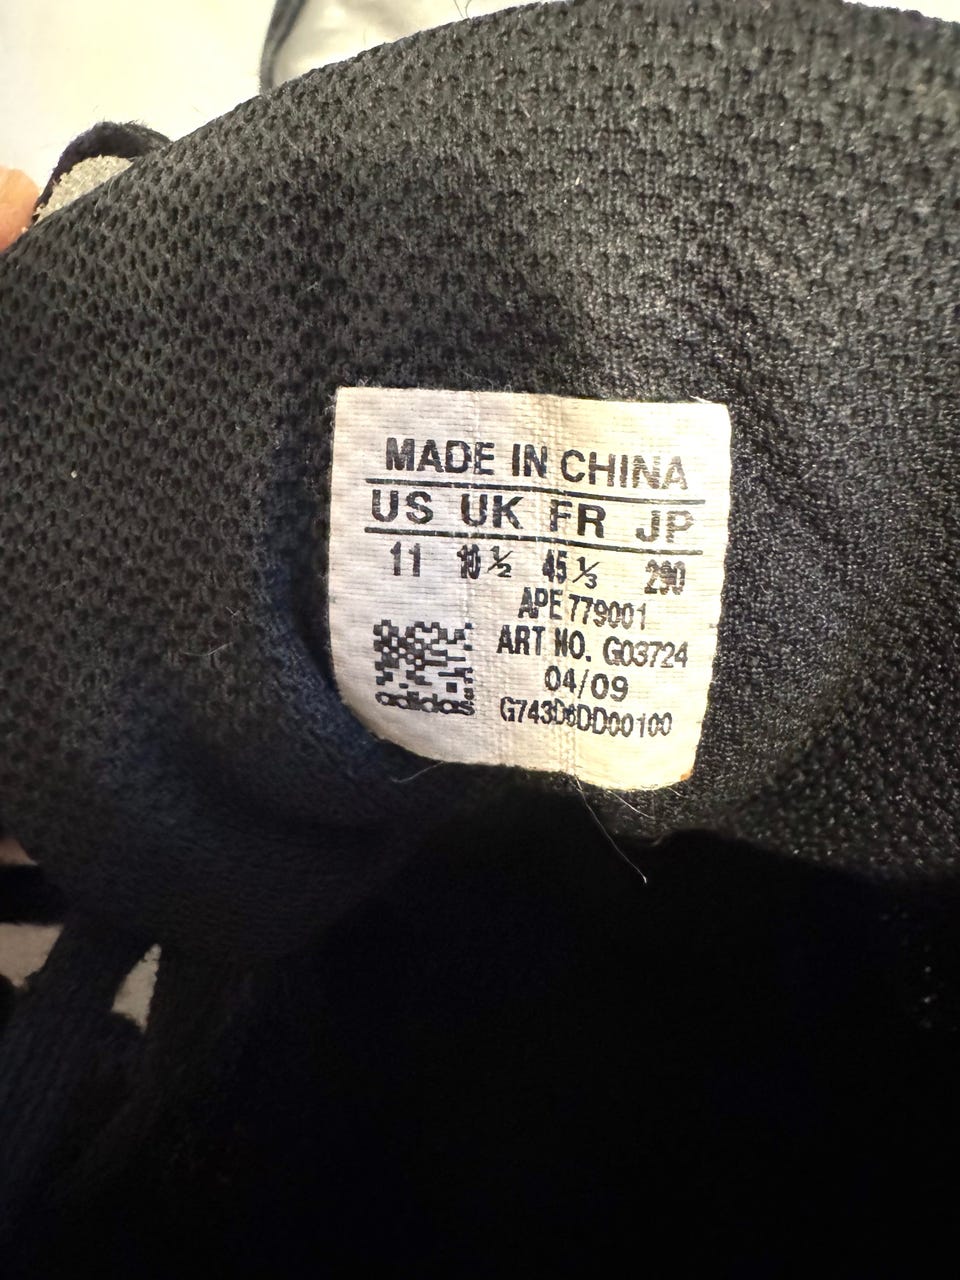 MADE IN CHINA
US UK FR JP
11 10 ½ 45 ⅓ 290
APE 779001
ART NO. G03724
04/09
adidas G743D6DD00100